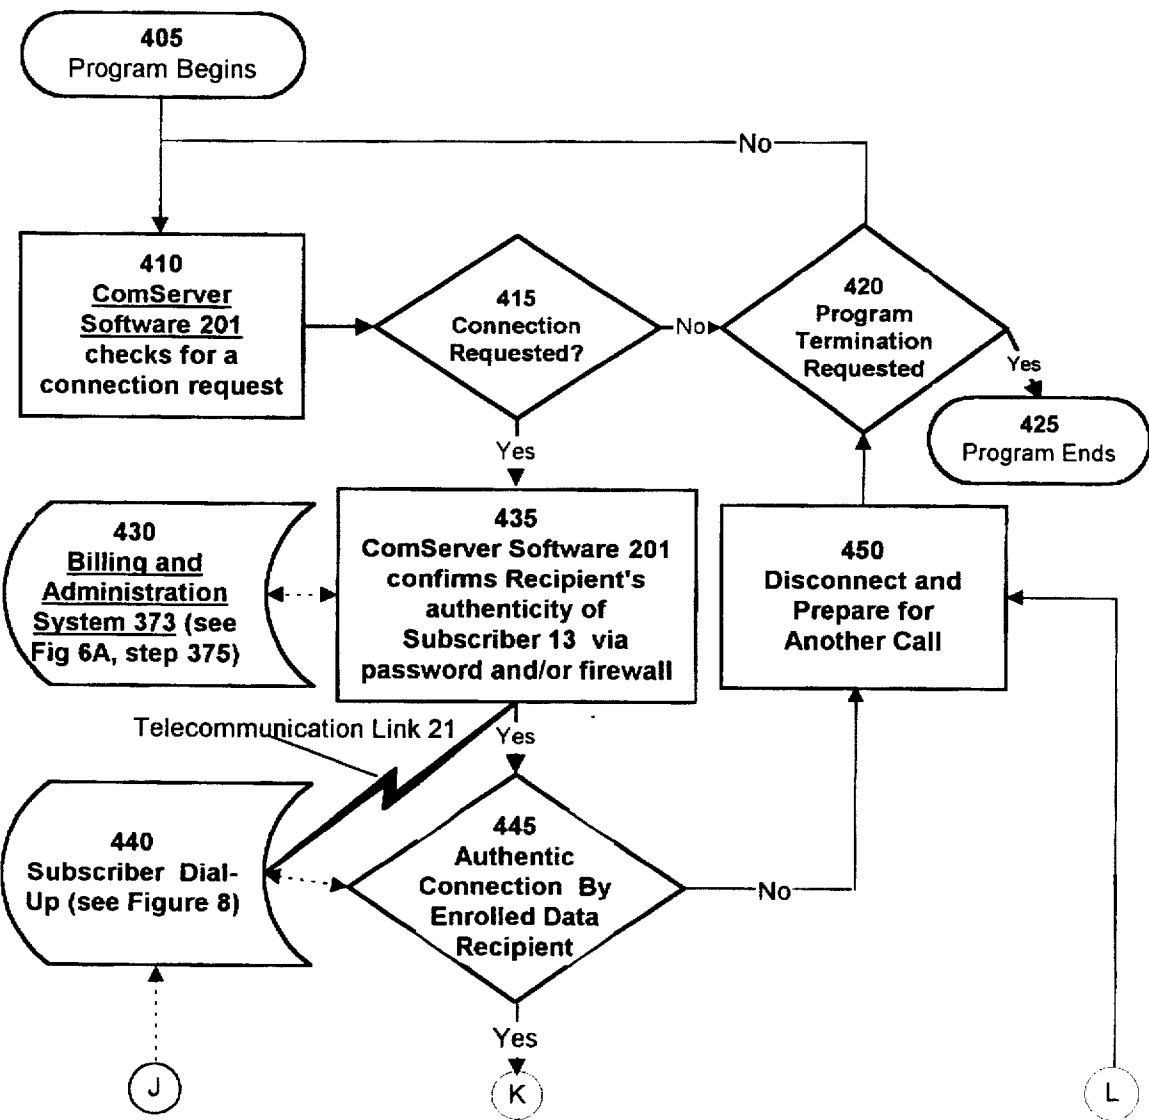 405
Program Begins
No
410
ComServer
Software 201
checks for a
connection request
415
Connection
Requested?
No
420
Program
Termination
Requested
Yes
425
Program Ends
Yes
430
Billing and
Administration
System 373 (see
Fig 6A, step 375)
435
ComServer Software 201
confirms Recipient's
authenticity of
Subscriber 13 via
password and/or firewall
450
Disconnect and
Prepare for
Another Call
Telecommunication Link 21
Yes
440
Subscriber Dial-
Up (see Figure 8)
445
Authentic
Connection By
Enrolled Data
Recipient
No
Yes
J
K
L